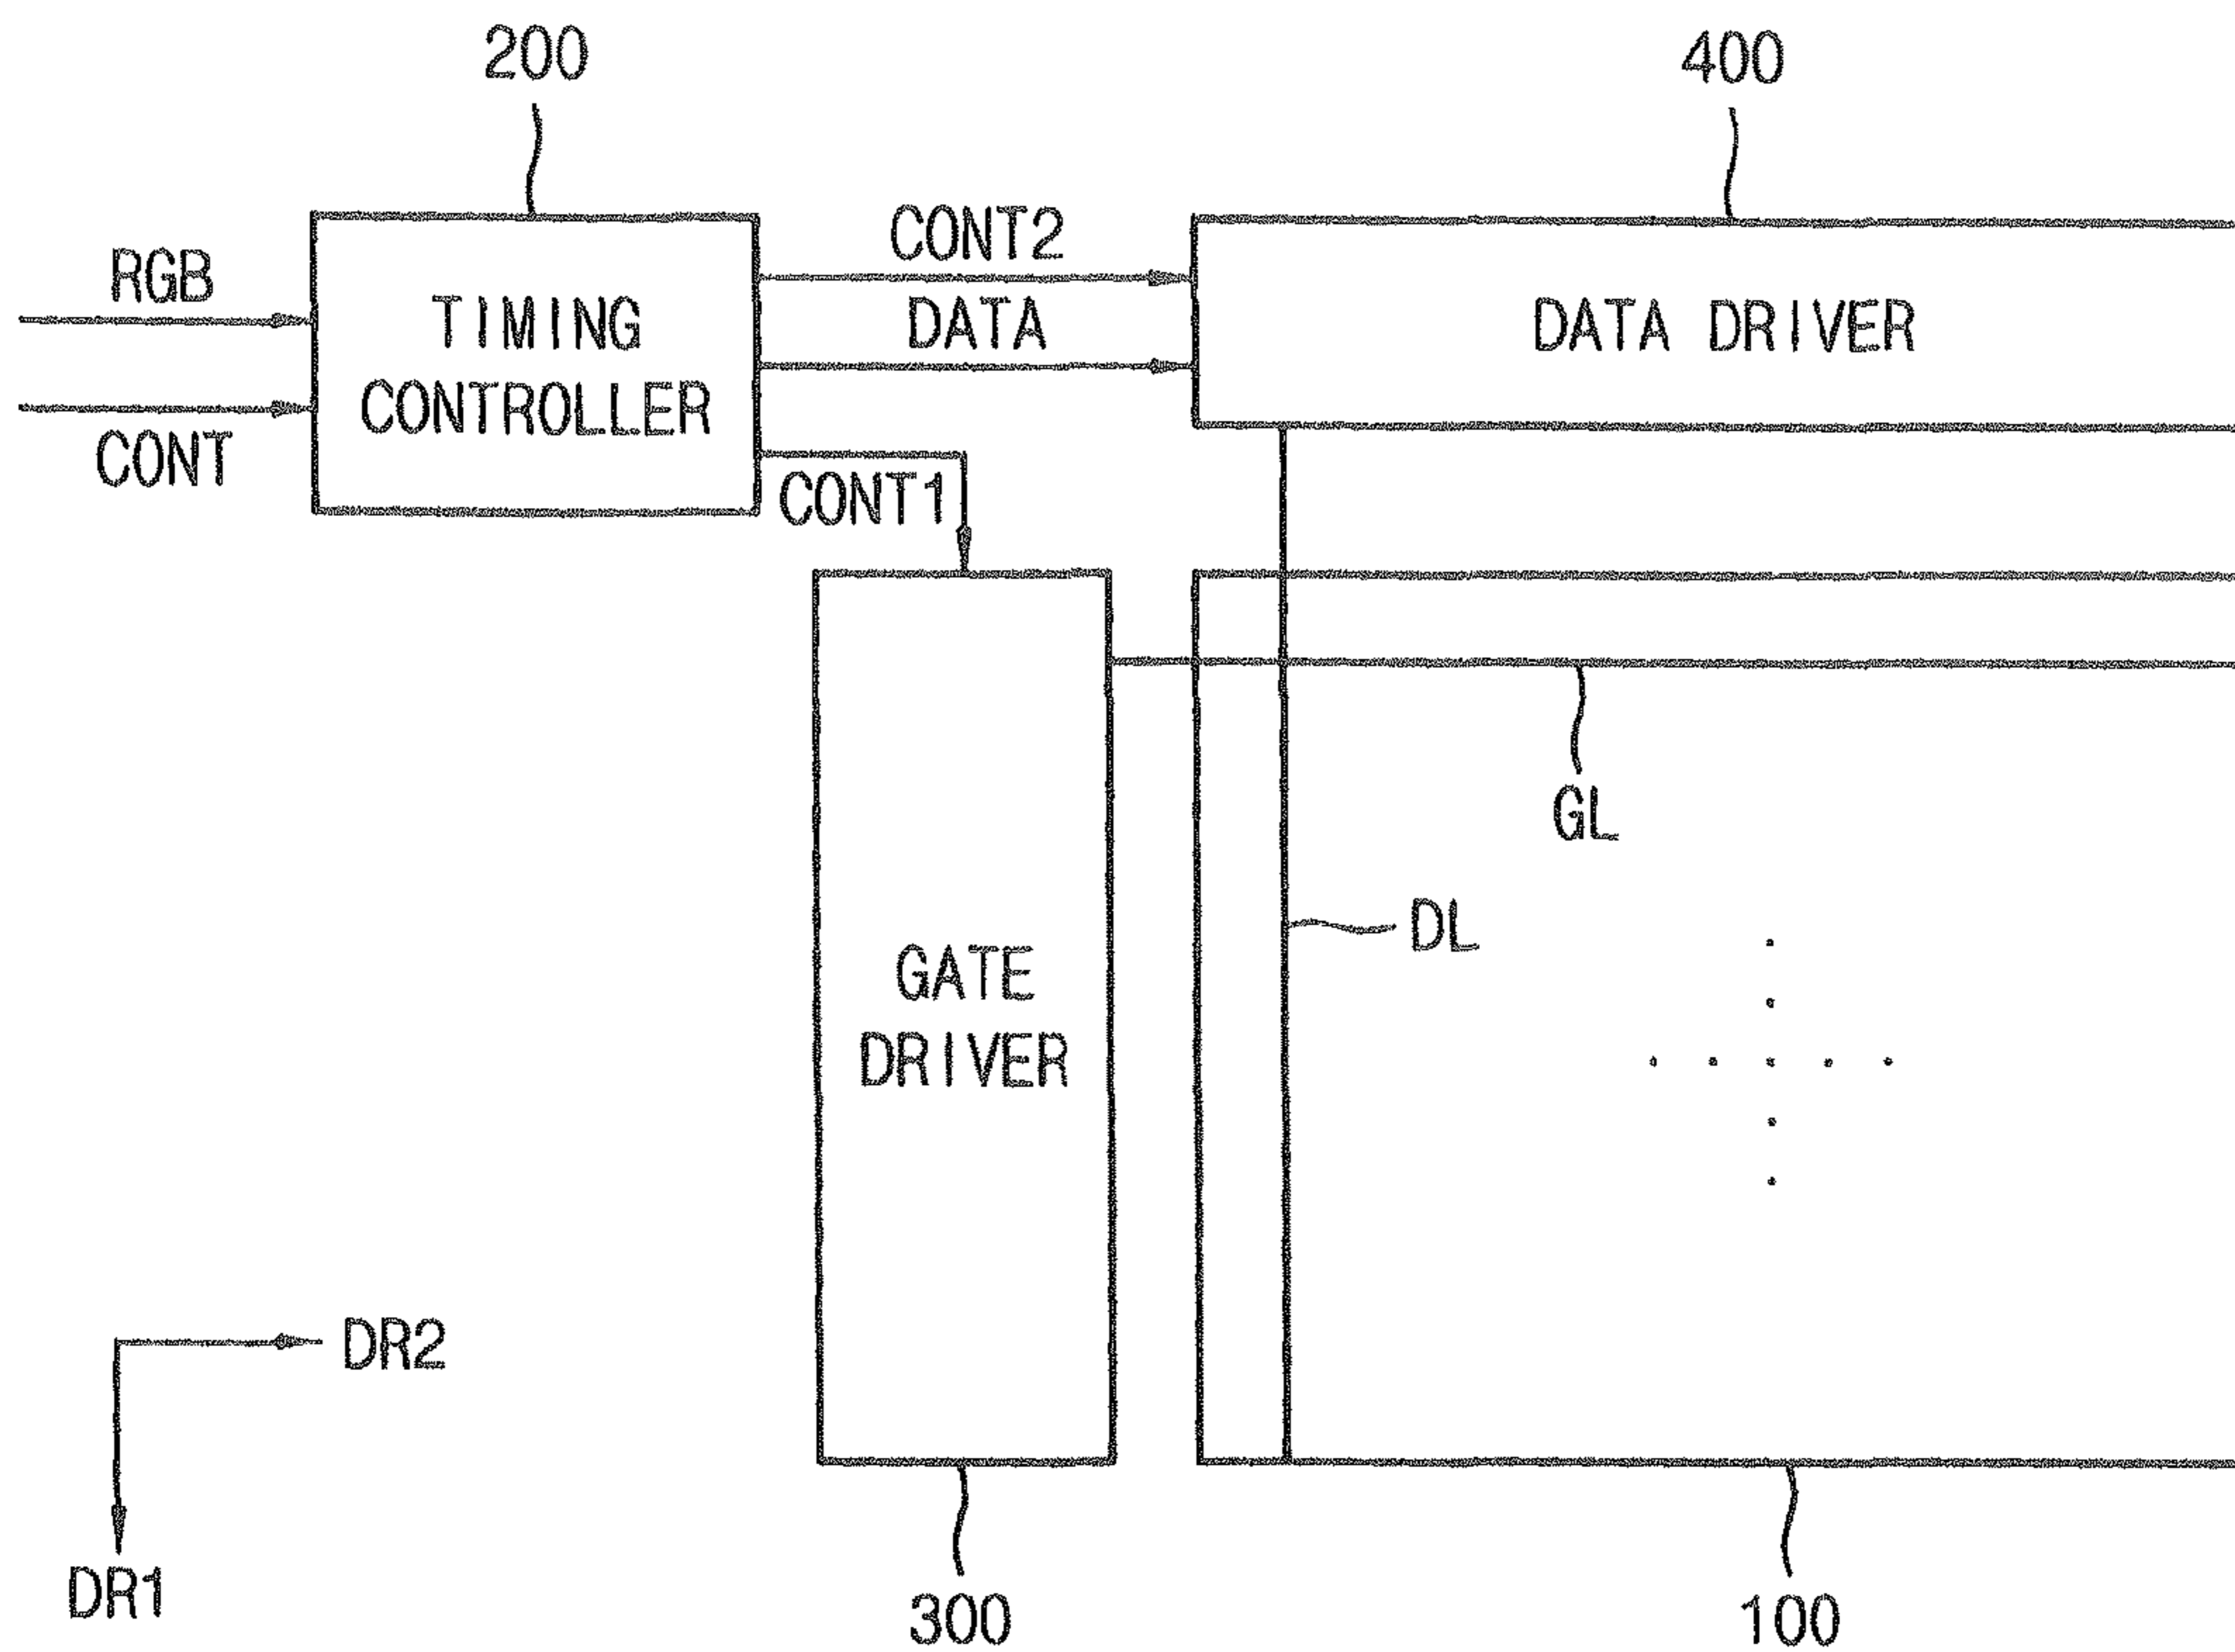 200
400
RGB
CONT
TIMING
CONTROLLER
CONT2
DATA
CONT1
DATA DRIVER
GL
DL
GATE
DRIVER
DR2
DR1
300
100